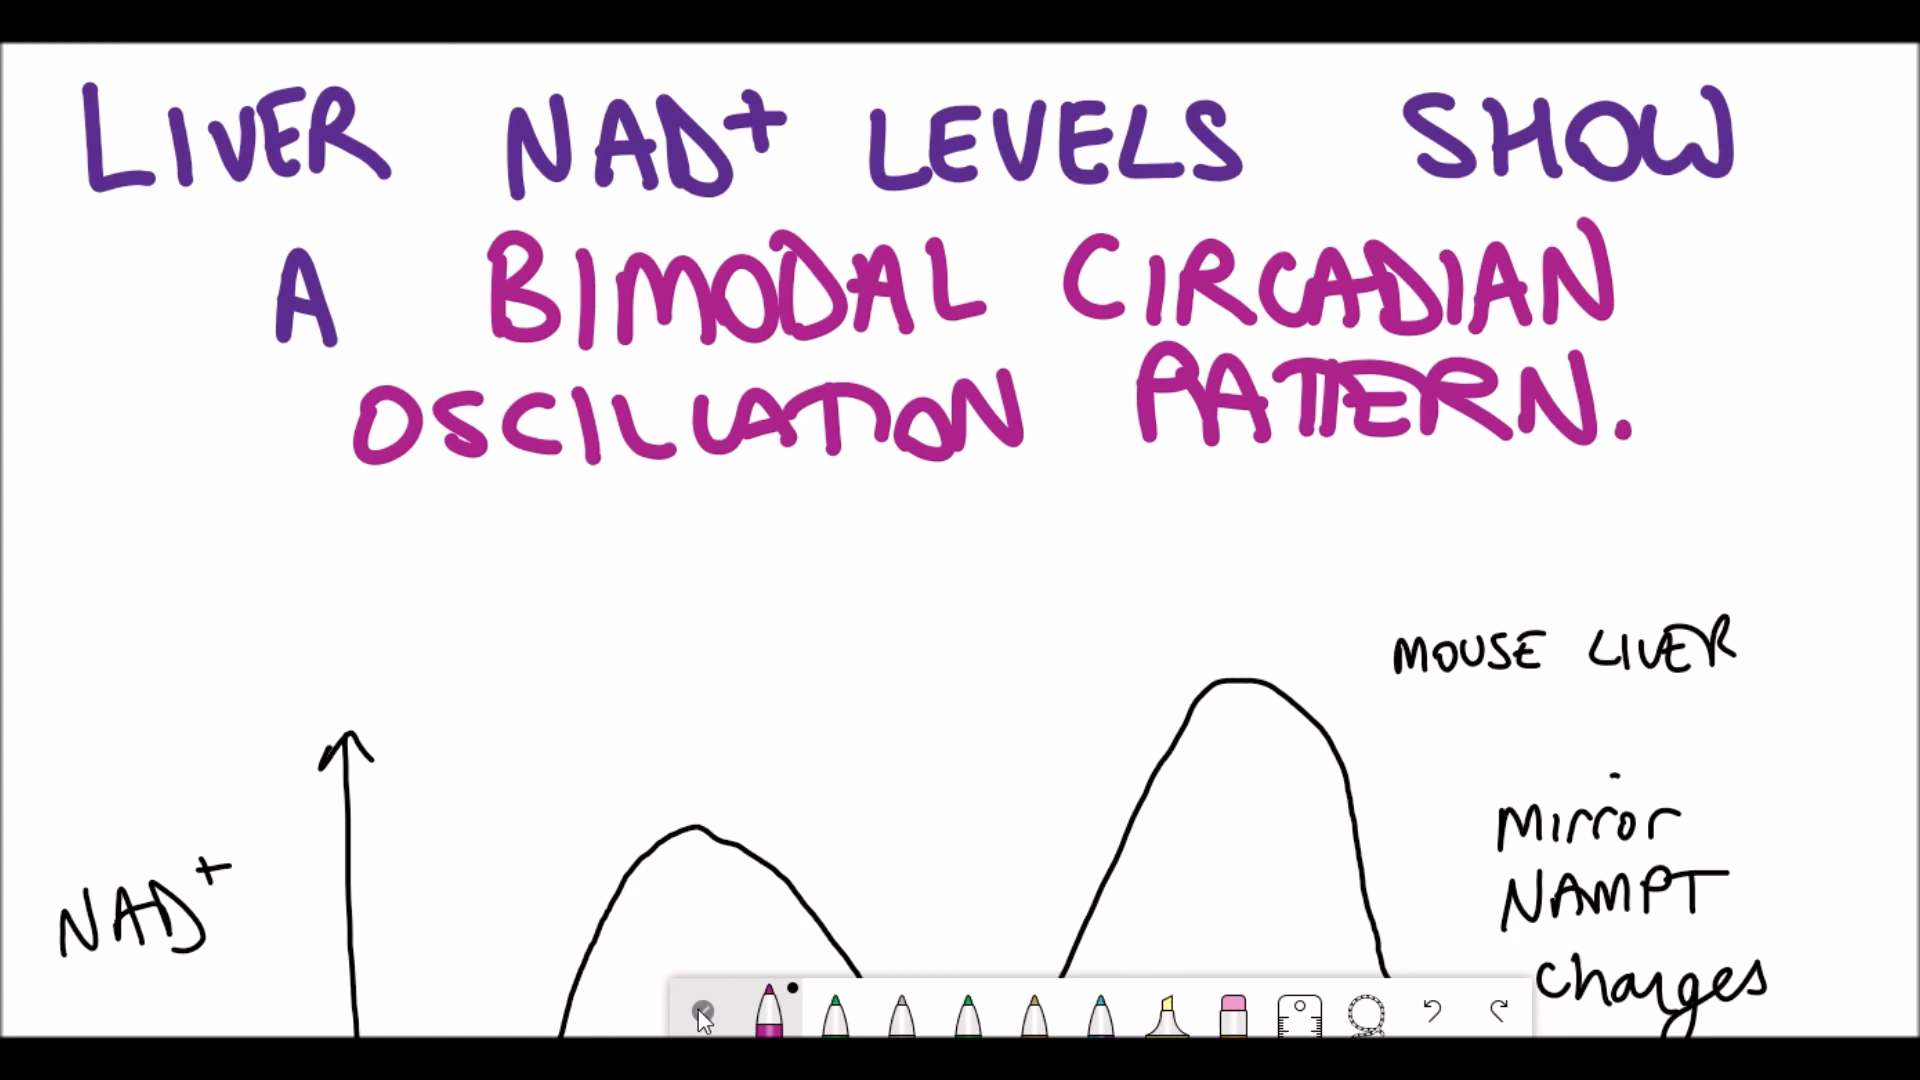 LIVER NAD+ LEVELS SHOW
A BIMODAL CIRCADIAN
OSCILLATION PATTERN.
MOUSE LIVER
Mirror
NAD+
NAMPT
Changes